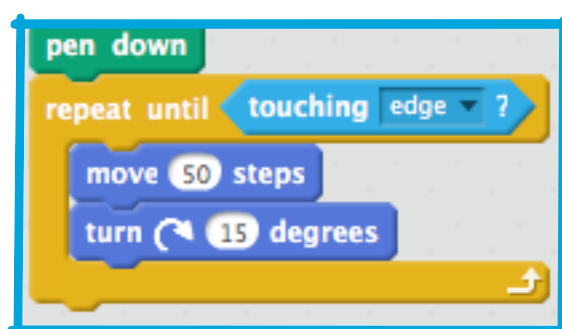 pen down
repeat until touching edge ?
move 50 steps
turn 15 degrees